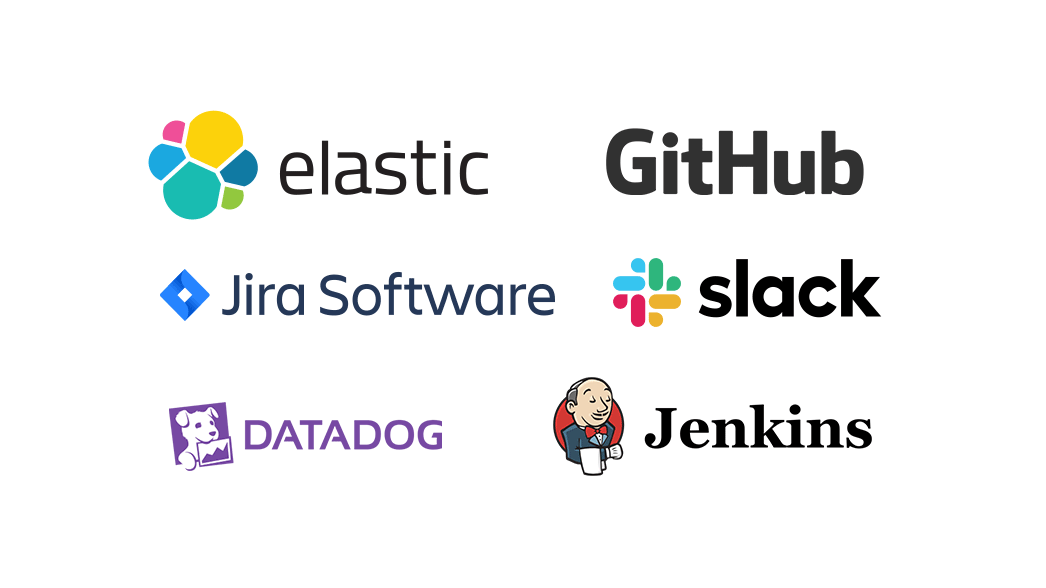 elastic
GitHub
Jira Software
slack
DATADOG
Jenkins